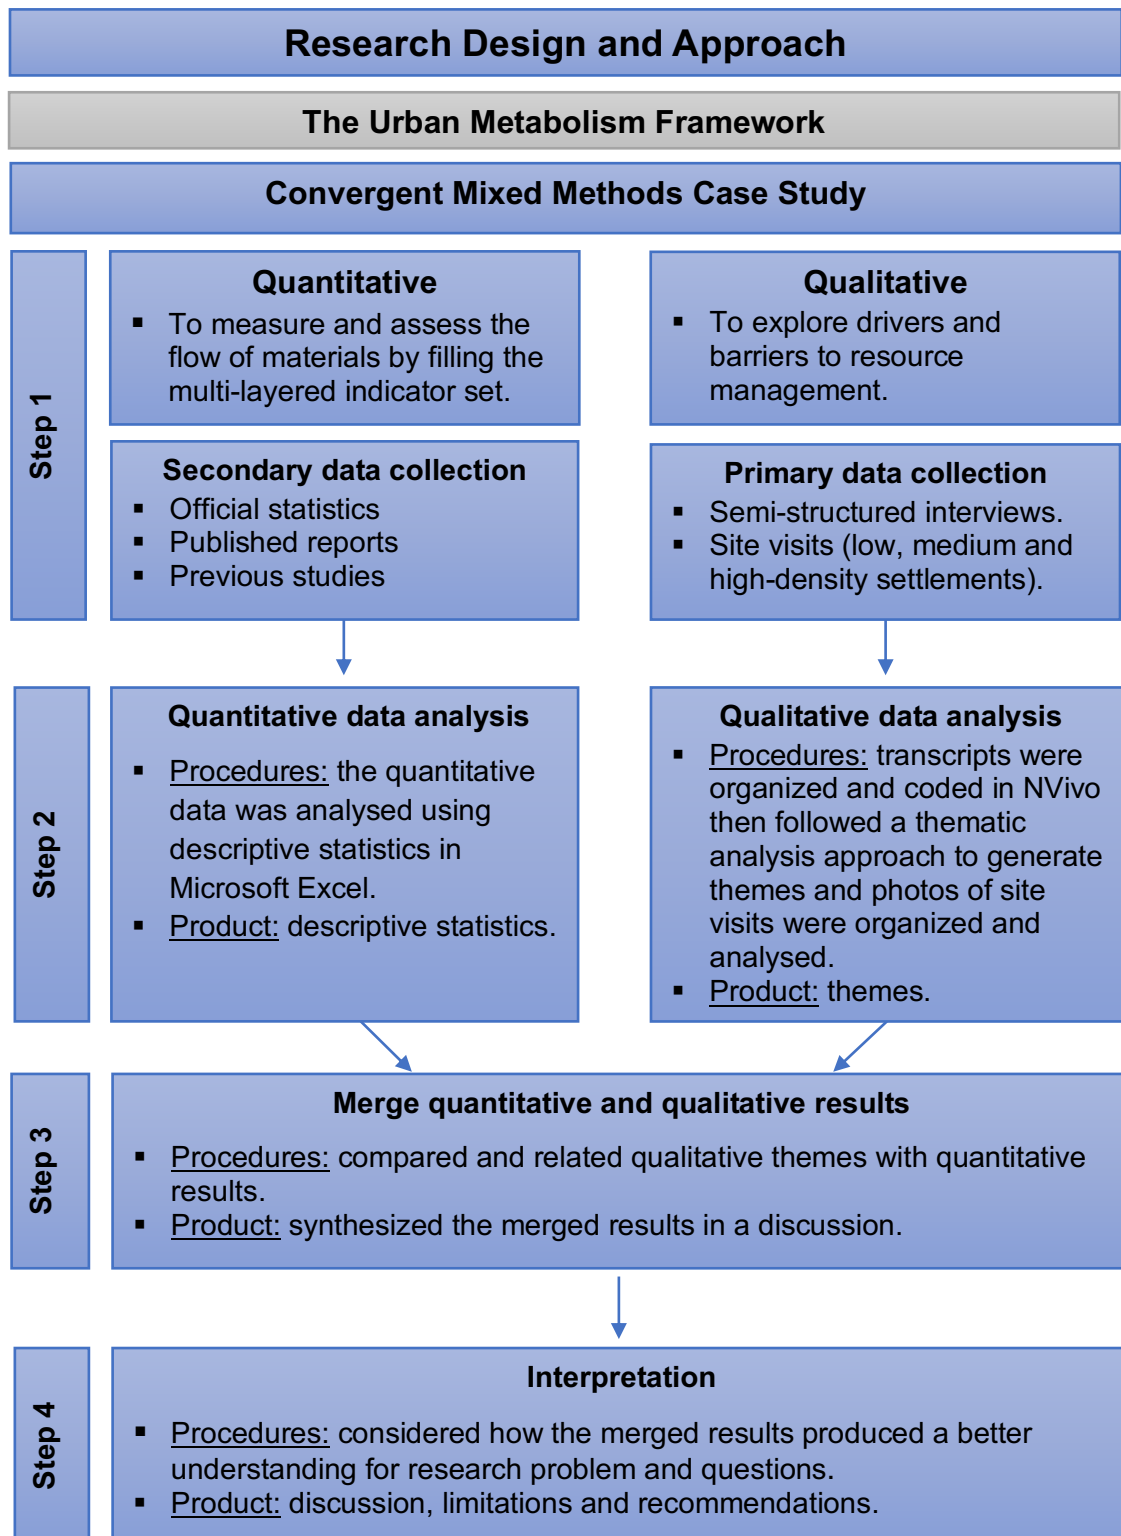 Research Design and Approach
The Urban Metabolism Framework
Convergent Mixed Methods Case Study
Step 1
Quantitative
▪ To measure and assess the
flow of materials by filling the
multi-layered indicator set.
Qualitative
▪ To explore drivers and
barriers to resource
management.
Secondary data collection
▪ Official statistics
▪ Published reports
▪ Previous studies
Primary data collection
▪ Semi-structured interviews.
▪ Site visits (low, medium and
high-density settlements).
Step 2
Quantitative data analysis
▪ Procedures: the quantitative
data was analysed using
descriptive statistics in
Microsoft Excel.
▪ Product: descriptive statistics.
Qualitative data analysis
▪ Procedures: transcripts were
organized and coded in NVivo
then followed a thematic
analysis approach to generate
themes and photos of site
visits were organized and
analysed.
▪ Product: themes.
Step 3
Merge quantitative and qualitative results
▪ Procedures: compared and related qualitative themes with quantitative
results.
▪ Product: synthesized the merged results in a discussion.
Step 4
Interpretation
▪ Procedures: considered how the merged results produced a better
understanding for research problem and questions.
▪ Product: discussion, limitations and recommendations.